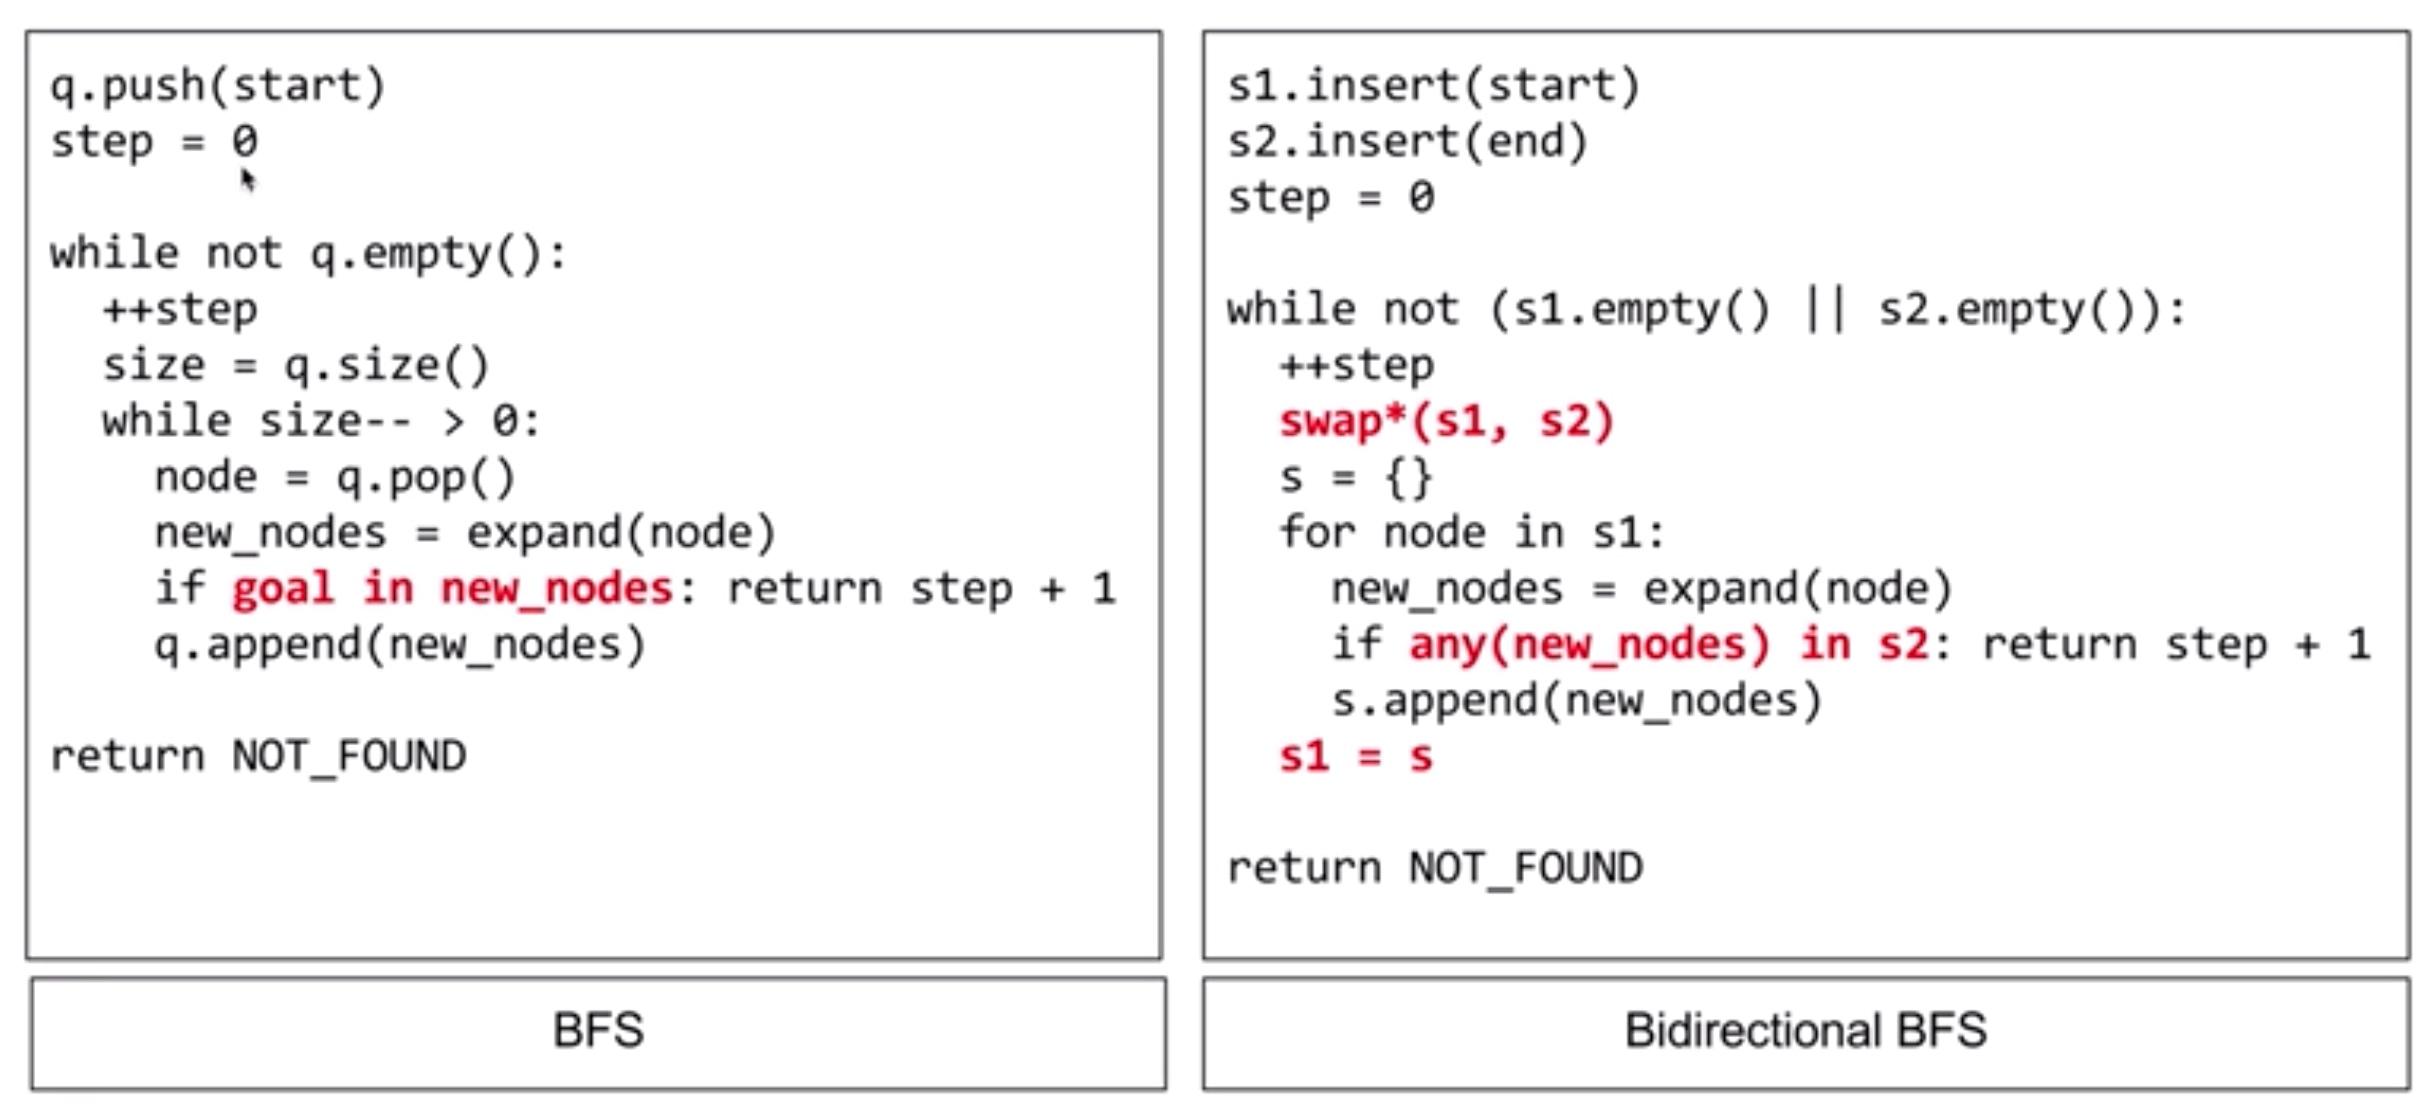 q.push(start)
step = 0
while not q.empty():
++step
size = q.size()
while size-- > 0:
node = q.pop()
new_nodes = expand(node)
if goal in new_nodes: return step + 1
q.append(new_nodes)
return NOT_FOUND
BFS
s1.insert(start)
s2.insert(end)
step = 0
while not (s1.empty() || s2.empty()):
++step
swap*(s1, s2)
s = {}
for node in s1:
new_nodes = expand(node)
if any(new_nodes) in s2: return step + 1
s.append(new_nodes)
s1 = s
return NOT_FOUND
Bidirectional BFS